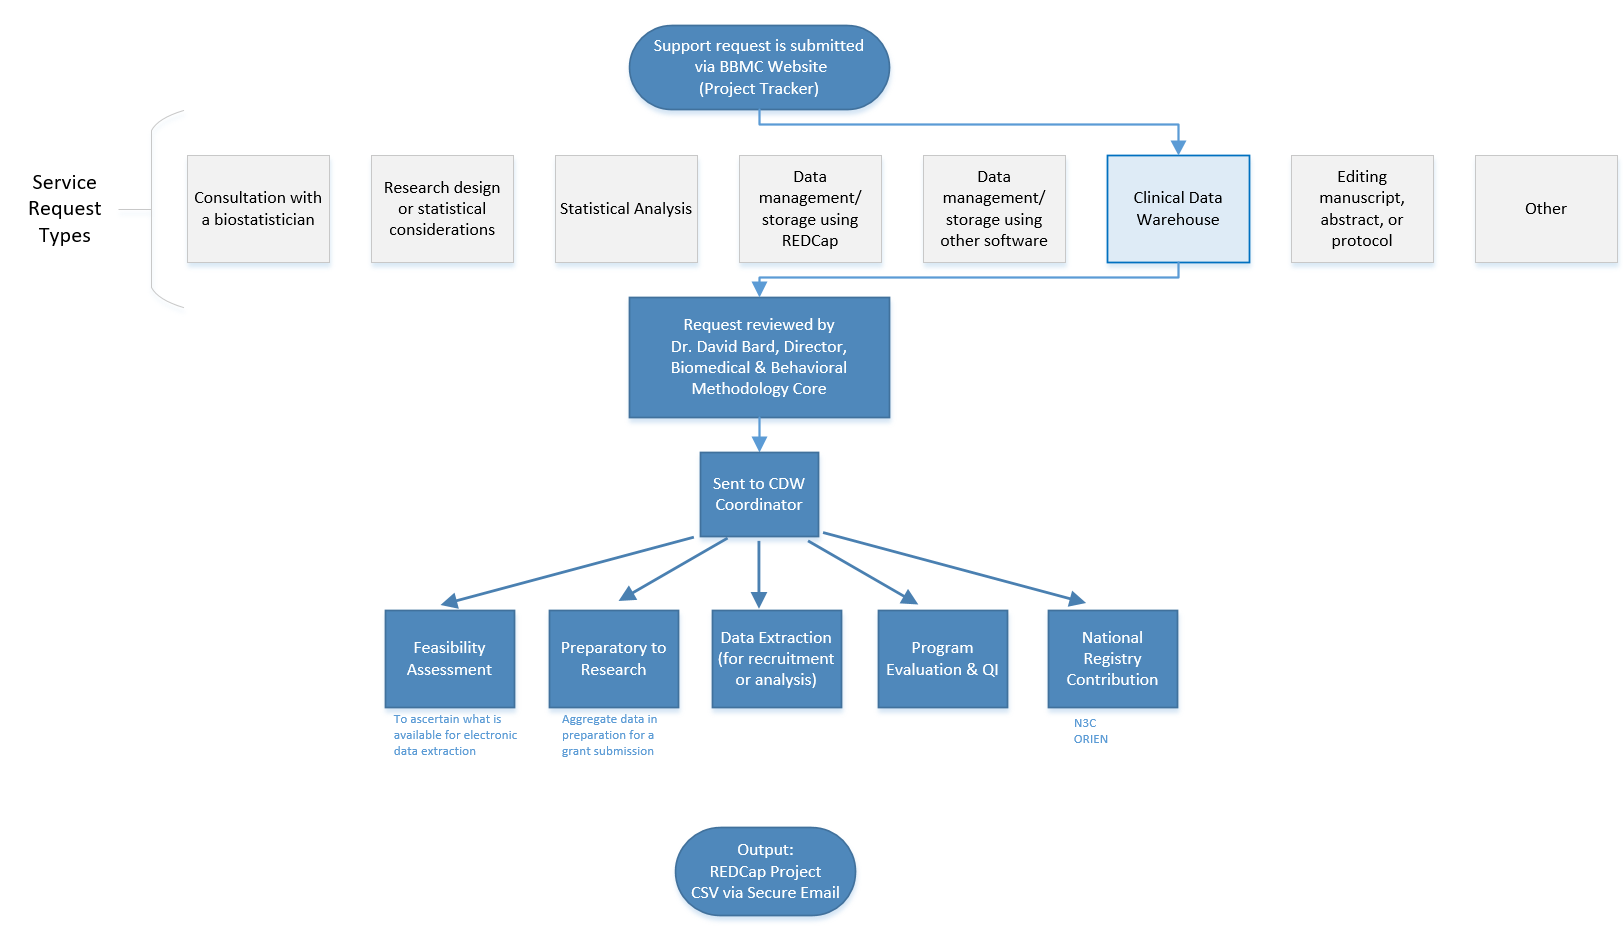 Support request is submitted
via BBMC Website
(Project Tracker)
Service
Request
Types
Consultation with
a biostatistician
Research design
or statistical
considerations
Statistical Analysis
Data
management/
storage using
REDCap
Data
management/
storage using
other software
Clinical Data
Warehouse
Editing
manuscript,
abstract, or
protocol
Other
Request reviewed by
Dr. David Bard, Director,
Biomedical & Behavioral
Methodology Core
Sent to CDW
Coordinator
Feasibility
Assessment
To ascertain what is
available for electronic
data extraction
Preparatory to
Research
Aggregate data in
preparation for a
grant submission
Data Extraction
(for recruitment
or analysis)
Program
Evaluation & QI
National
Registry
Contribution
N3C
ORIEN
Output:
REDCap Project
CSV via Secure Email